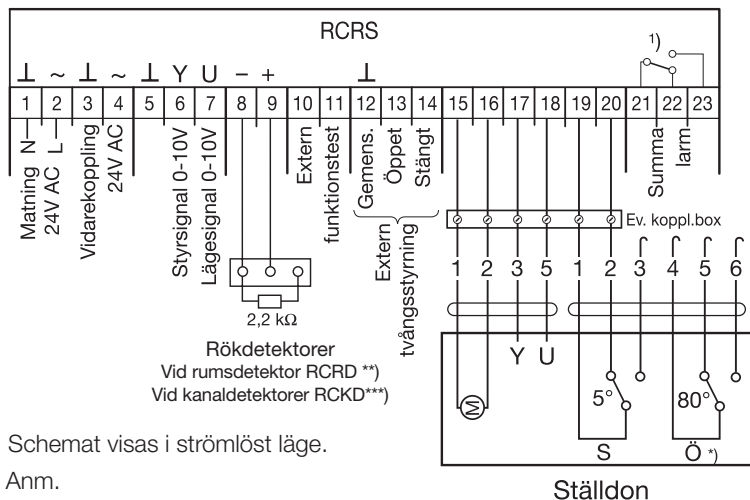 RCRS
1)
⊥ ~ ⊥ ~ ⊥ Y U − + ⊥
1 2 3 4 5 6 7 8 9 10 11 12 13 14 15 16 17 18 19 20 21 22 23
Matning N
24V AC L
Vidarekoppling
24V AC
Styrsignal 0-10V
Lägesignal 0-10V
Extern
funktionstest
Gemens.
Öppet
Stängt
Extern
tvångsstyrning
Summa
larm
Ev. koppl.box
1 2 3 5 1 2 3 4 5 6
2,2 kΩ
Rökdetektorer
Vid rumsdetektor RCRD **)
Vid kanaldetektorer RCKD***)
Y U
M
5° 80°
S Ö *)
Schemat visas i strömlöst läge.
Anm.
Ställdon